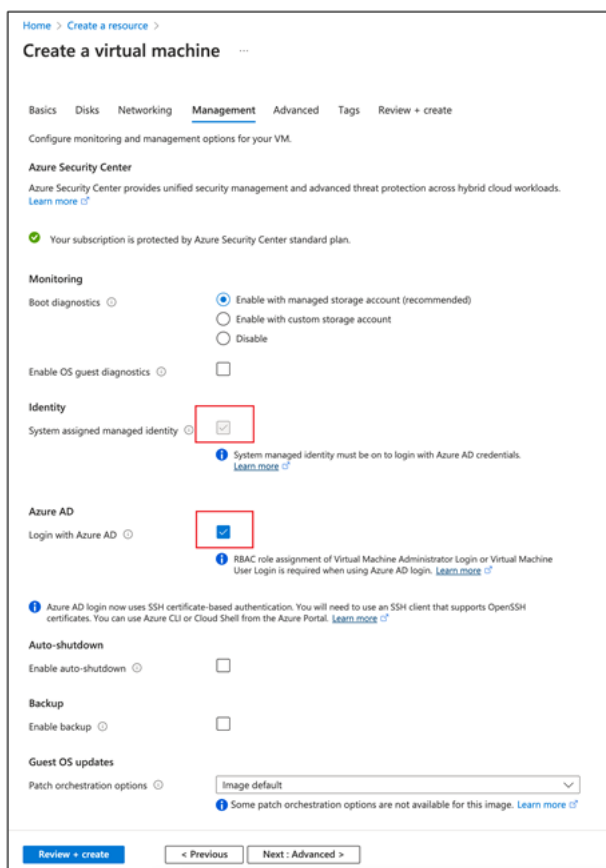 Home > Create a resource >
Create a virtual machine ...
Basics Disks Networking Management Advanced Tags Review + create
Configure monitoring and management options for your VM.
Azure Security Center
Azure Security Center provides unified security management and advanced threat protection across hybrid cloud workloads.
Learn more
Your subscription is protected by Azure Security Center standard plan.
Monitoring
Boot diagnostics
Enable with managed storage account (recommended)
Enable with custom storage account
Disable
Enable OS guest diagnostics
Identity
System assigned managed identity
System managed identity must be on to login with Azure AD credentials.
Learn more
Azure AD
Login with Azure AD
RBAC role assignment of Virtual Machine Administrator Login or Virtual Machine
User Login is required when using Azure AD login. Learn more
Azure AD login now uses SSH certificate-based authentication. You will need to use an SSH client that supports OpenSSH
certificates. You can use Azure CLI or Cloud Shell from the Azure Portal. Learn more
Auto-shutdown
Enable auto-shutdown
Backup
Enable backup
Guest OS updates
Patch orchestration options
Image default
Some patch orchestration options are not available for this image. Learn more
Review + create < Previous Next : Advanced >